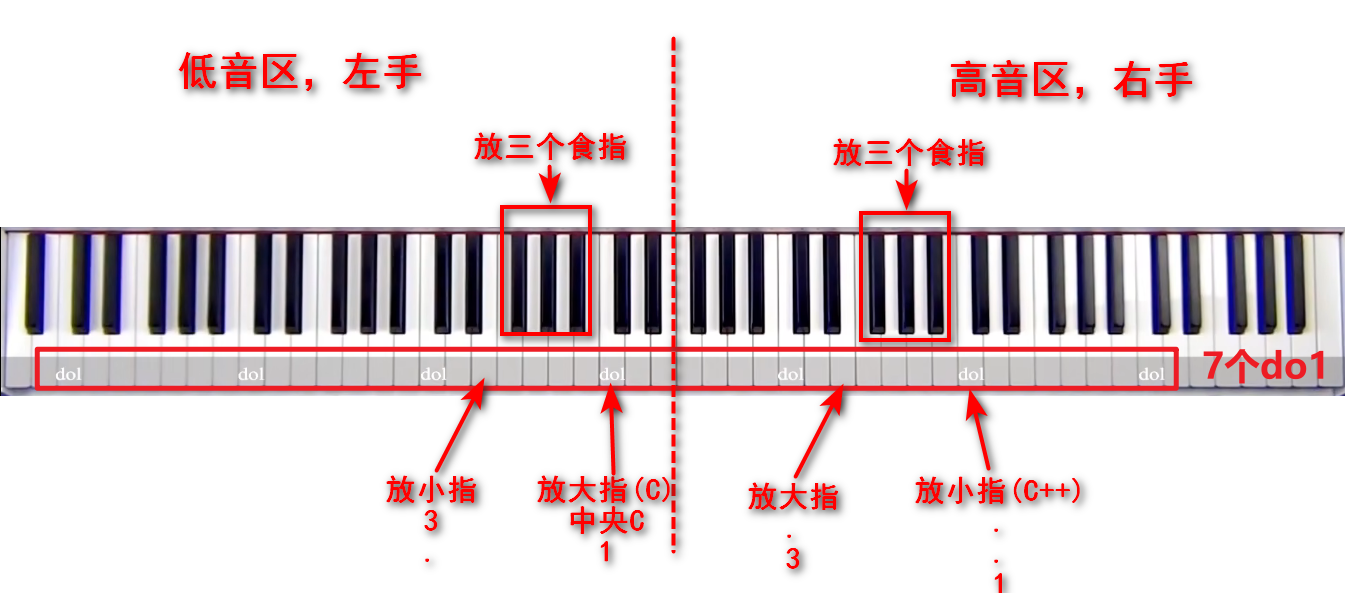 低音区，左手
高音区，右手
放三个食指
放三个食指
dol dol dol dol dol dol dol
7个do1
放小指
3
.
放大指(C)
中央C
1
放大指
.
3
放小指(C++)
.
.
1